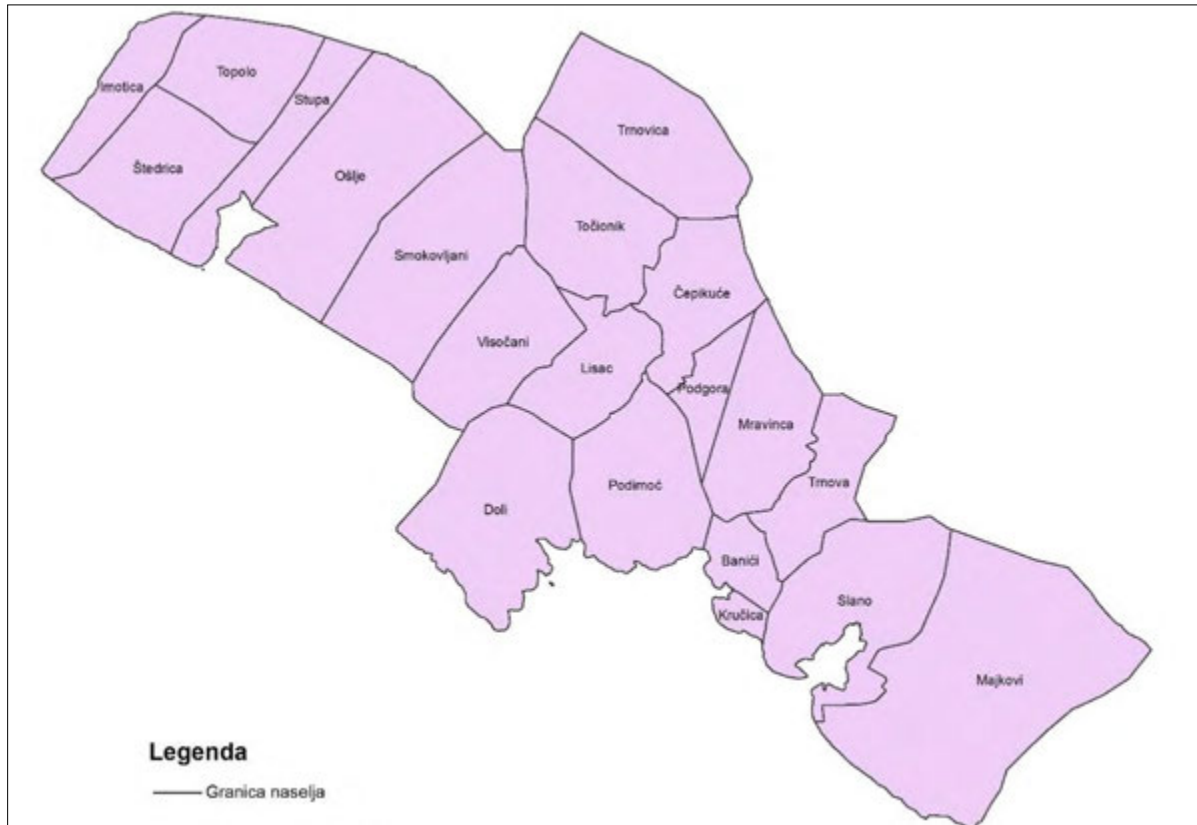 Topolo
Imotica
Stupa
Trnovica
Štedrica
Ošlje
Točionik
Smokovljani
Čepikuće
Visočani
Lisac
Podgora
Mravinca
Podimoć
Trnova
Doli
Banići
Slano
Kručica
Majkovi
Legenda
Granica naselja